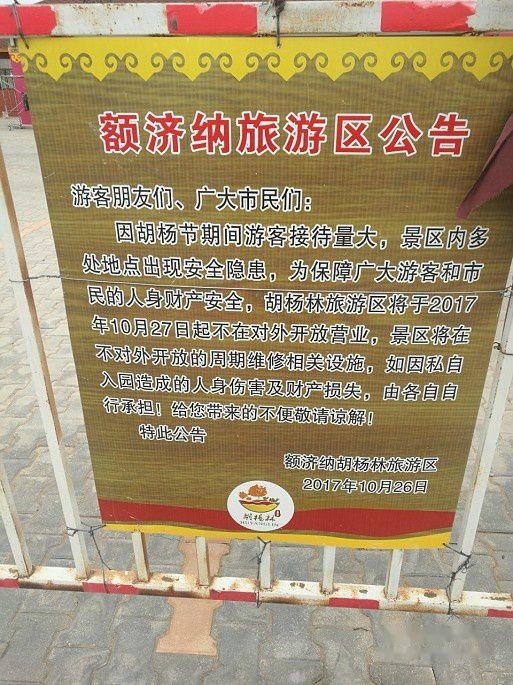 额济纳旅游区公告
游客朋友们、广大市民们:
因胡杨节期间游客接待量大，景区内多
处地点出现安全隐患，为保障广大游客和市
民的人身财产安全，胡杨林旅游区将于2017
年10月27日起不在对外开放营业，景区将在
不对外开放的周期维修相关设施，如因私自
入园造成的人身伤害及财产损失，由各自自
行承担!给您带来的不便敬请谅解!
特此公告
额济纳胡杨林旅游区
2017年10月26日
胡杨林
HUYANGLIN